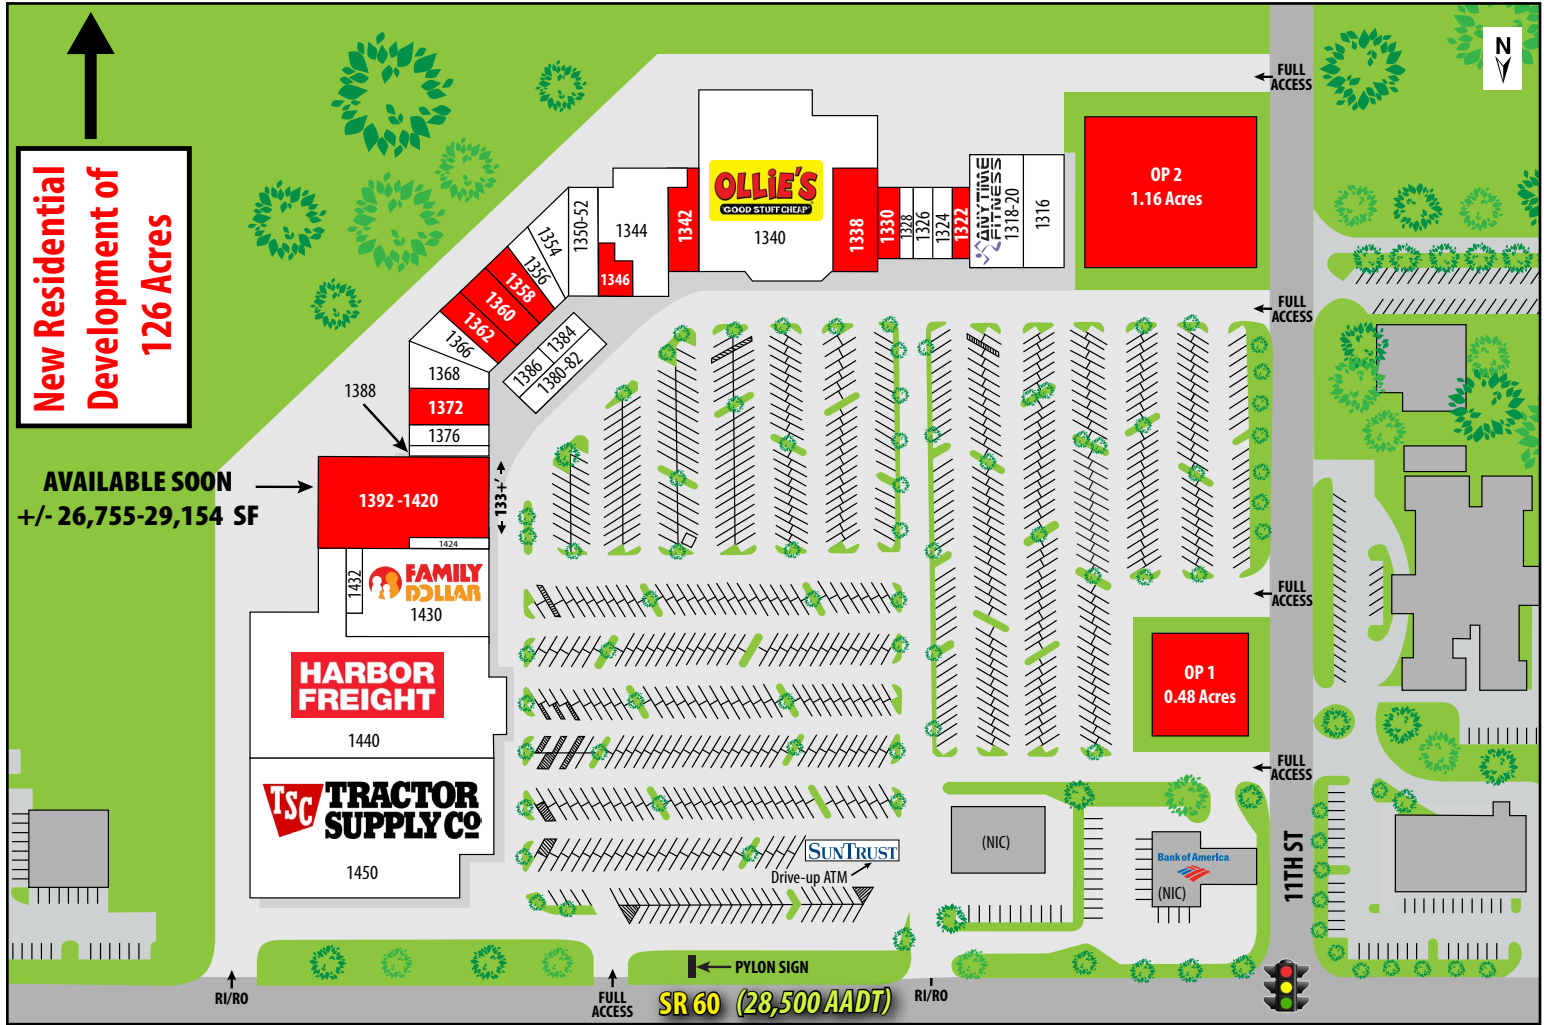 New Residential
Development of
126 Acres
N
FULL
ACCESS
OP 2
1.16 Acres
OLLiE'S
GOOD STUFF CHEAP
1340
1342
1338
1330
1328
1326
1324
1322
ANYTIME
FITNESS
1318-20
1316
1344
1346
1350-52
1354
1356
1358
1360
1362
1366
1368
1384
1386
1380-82
FULL
ACCESS
1388
1372
1376
AVAILABLE SOON
+/- 26,755-29,154 SF
1392 -1420
133+'
1424
1432
FAMILY
DOLLAR
1430
FULL
ACCESS
HARBOR
FREIGHT
1440
OP 1
0.48 Acres
FULL
ACCESS
TSC
TRACTOR
SUPPLY CO
1450
SUNTRUST
Drive-up ATM
(NIC)
Bank of America
(NIC)
11TH ST
PYLON SIGN
RI/RO
FULL
ACCESS
SR 60 (28,500 AADT)
RI/RO